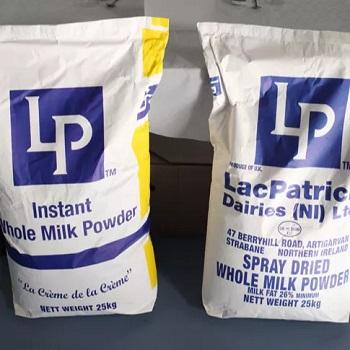 LP
TM
Instant
Whole Milk Powder
"La Crème de la Crème"
NETT WEIGHT 25kg
LP
TM
PRODUCE OF U.K.
LacPatrick
Dairies (NI) Lt
47 BERRYHILL ROAD, ARTIGARVAN
STRABANE NORTHERN IRELAND
SPRAY DRIED
WHOLE MILK POWDER
MILK FAT 26% MINIMUM
NETT WEIGHT 25kg